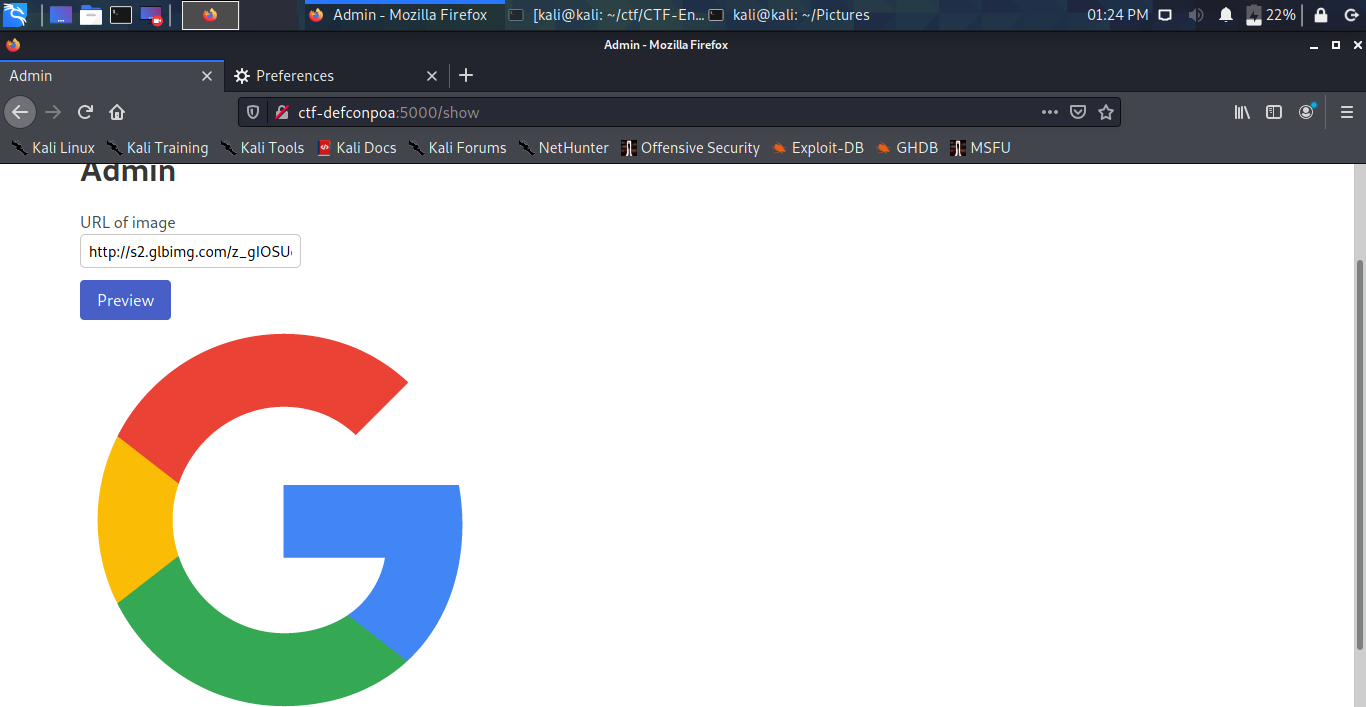 Admin - Mozilla Firefox [kali@kali: ~/ctf/CTF-En... kali@kali: ~/Pictures 01:24 PM 22%
Admin - Mozilla Firefox
Admin Preferences
ctf-defconpoa:5000/show
Kali Linux Kali Training Kali Tools Kali Docs Kali Forums NetHunter Offensive Security Exploit-DB GHDB MSFU
Admin
URL of image
http://s2.glbimg.com/z_gIOSU
Preview